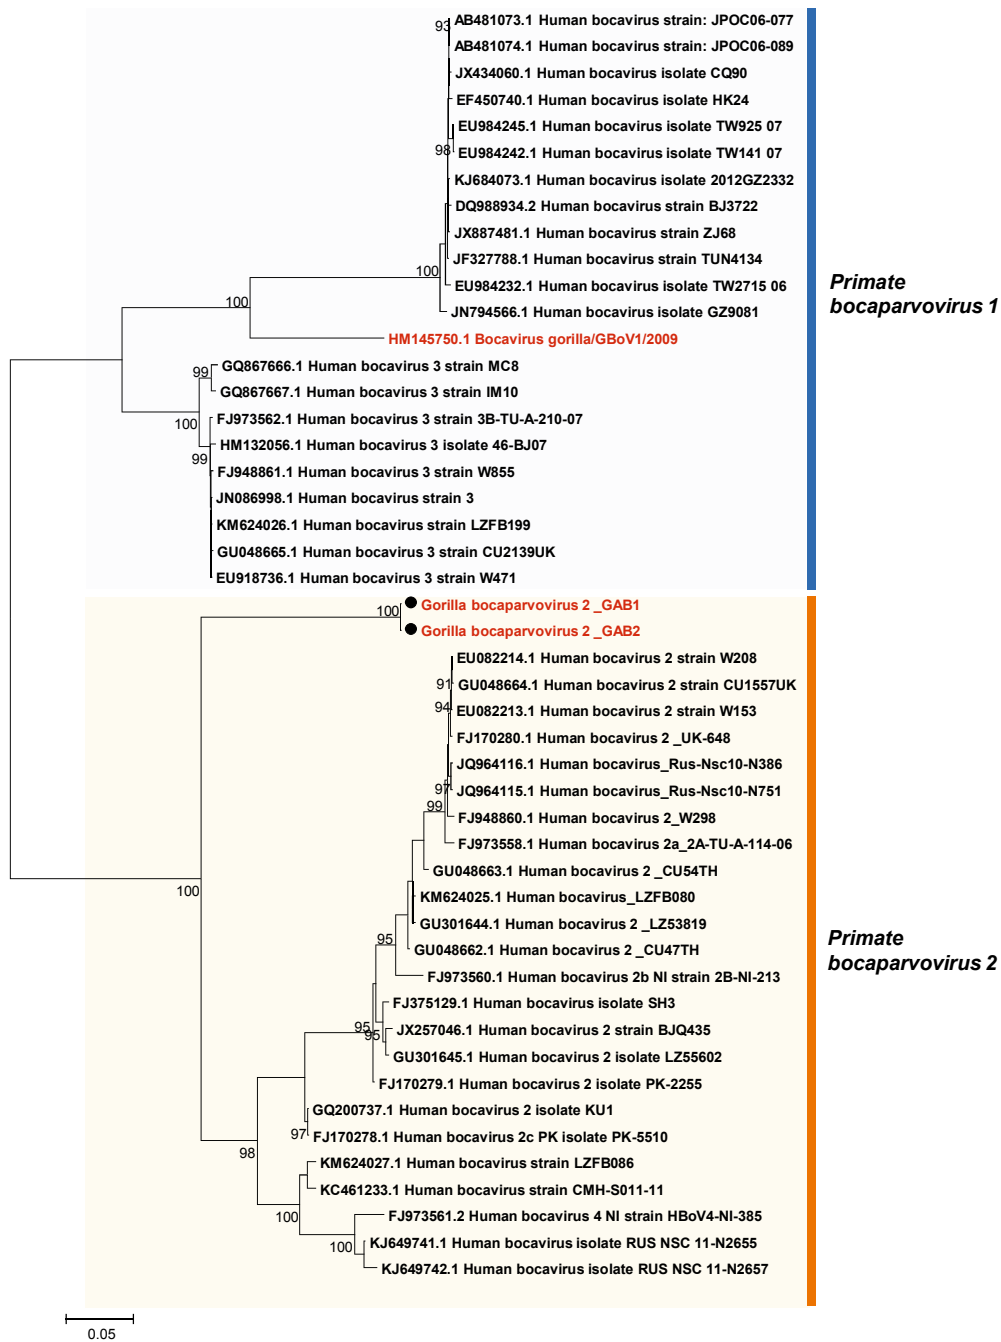 93
AB481073.1 Human bocavirus strain: JPOC06-077
AB481074.1 Human bocavirus strain: JPOC06-089
JX434060.1 Human bocavirus isolate CQ90
EF450740.1 Human bocavirus isolate HK24
EU984245.1 Human bocavirus isolate TW925 07
98
EU984242.1 Human bocavirus isolate TW141 07
KJ684073.1 Human bocavirus isolate 2012GZ2332
DQ988934.2 Human bocavirus strain BJ3722
JX887481.1 Human bocavirus strain ZJ68
JF327788.1 Human bocavirus strain TUN4134
100
EU984232.1 Human bocavirus isolate TW2715 06
JN794566.1 Human bocavirus isolate GZ9081
100
HM145750.1 Bocavirus gorilla/GBoV1/2009
Primate
bocaparvovirus 1
GQ867666.1 Human bocavirus 3 strain MC8
99
GQ867667.1 Human bocavirus 3 strain IM10
100
FJ973562.1 Human bocavirus 3 strain 3B-TU-A-210-07
HM132056.1 Human bocavirus 3 isolate 46-BJ07
99
FJ948861.1 Human bocavirus 3 strain W855
JN086998.1 Human bocavirus strain 3
KM624026.1 Human bocavirus strain LZFB199
GU048665.1 Human bocavirus 3 strain CU2139UK
EU918736.1 Human bocavirus 3 strain W471
100
Gorilla bocaparvovirus 2 _GAB1
Gorilla bocaparvovirus 2 _GAB2
EU082214.1 Human bocavirus 2 strain W208
91
GU048664.1 Human bocavirus 2 strain CU1557UK
94
EU082213.1 Human bocavirus 2 strain W153
FJ170280.1 Human bocavirus 2 _UK-648
JQ964116.1 Human bocavirus_Rus-Nsc10-N386
97
JQ964115.1 Human bocavirus_Rus-Nsc10-N751
99
FJ948860.1 Human bocavirus 2_W298
FJ973558.1 Human bocavirus 2a_2A-TU-A-114-06
GU048663.1 Human bocavirus 2 _CU54TH
100
KM624025.1 Human bocavirus_LZFB080
GU301644.1 Human bocavirus 2 _LZ53819
95
GU048662.1 Human bocavirus 2 _CU47TH
FJ973560.1 Human bocavirus 2b NI strain 2B-NI-213
Primate
bocaparvovirus 2
FJ375129.1 Human bocavirus isolate SH3
95
95
JX257046.1 Human bocavirus 2 strain BJQ435
GU301645.1 Human bocavirus 2 isolate LZ55602
FJ170279.1 Human bocavirus 2 isolate PK-2255
GQ200737.1 Human bocavirus 2 isolate KU1
97
FJ170278.1 Human bocavirus 2c PK isolate PK-5510
98
KM624027.1 Human bocavirus strain LZFB086
KC461233.1 Human bocavirus strain CMH-S011-11
100
FJ973561.2 Human bocavirus 4 NI strain HBoV4-NI-385
100
KJ649741.1 Human bocavirus isolate RUS NSC 11-N2655
KJ649742.1 Human bocavirus isolate RUS NSC 11-N2657
0.05